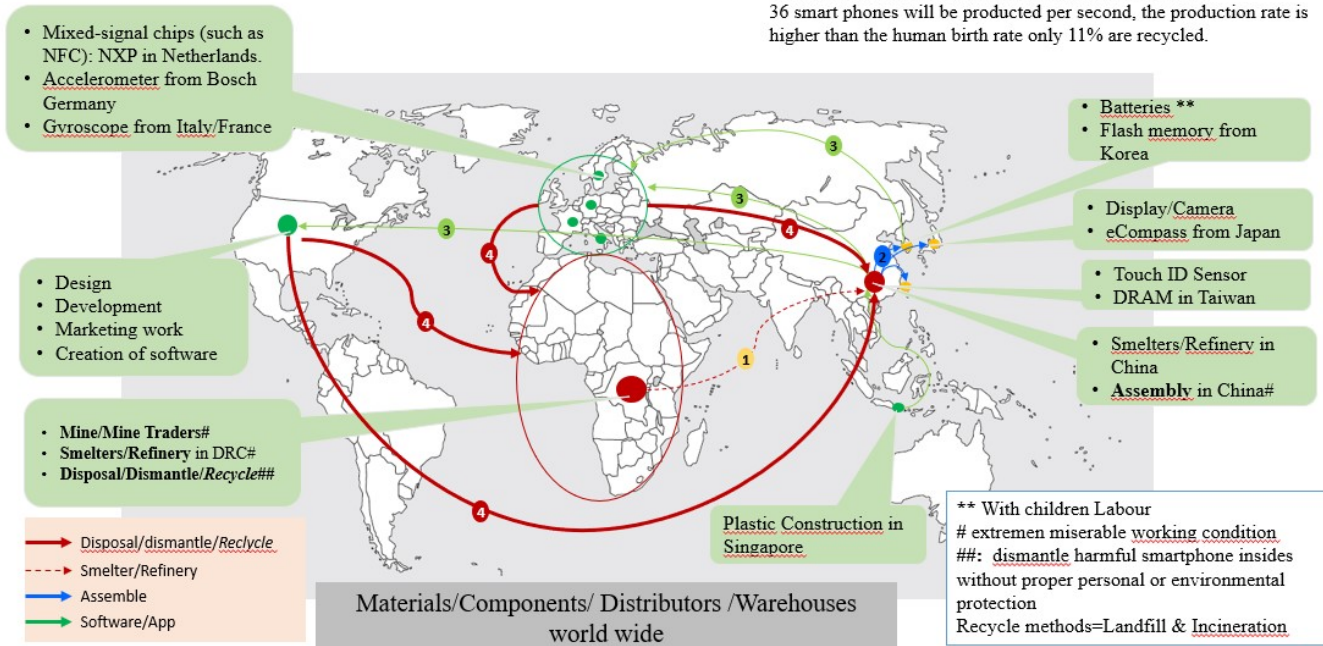 36 smart phones will be producted per second, the production rate is
higher than the human birth rate only 11% are recycled.
• Mixed-signal chips (such as
NFC): NXP in Netherlands.
• Accelerometer from Bosch
Germany
• Gyroscope from Italy/France
• Batteries **
• Flash memory from
Korea
• Display/Camera
• eCompass from Japan
• Touch ID Sensor
• DRAM in Taiwan
• Smelters/Refinery in
China
• Assembly in China#
• Design
• Development
• Marketing work
• Creation of software
• Mine/Mine Traders#
• Smelters/Refinery in DRC#
• Disposal/Dismantle/Recycle##
Plastic Construction in
Singapore
3
3
3
4
4
2
4
1
4
Disposal/dismantle/Reclycle
Smelter/Refinery
Assemble
Software/App
Materials/Components/ Distributors /Warehouses
world wide
** With children Labour
# extremen miserable working condition
##: dismantle harmful smartphone insides
without proper personal or environmental
protection
Recycle methods=Landfill & Incineration